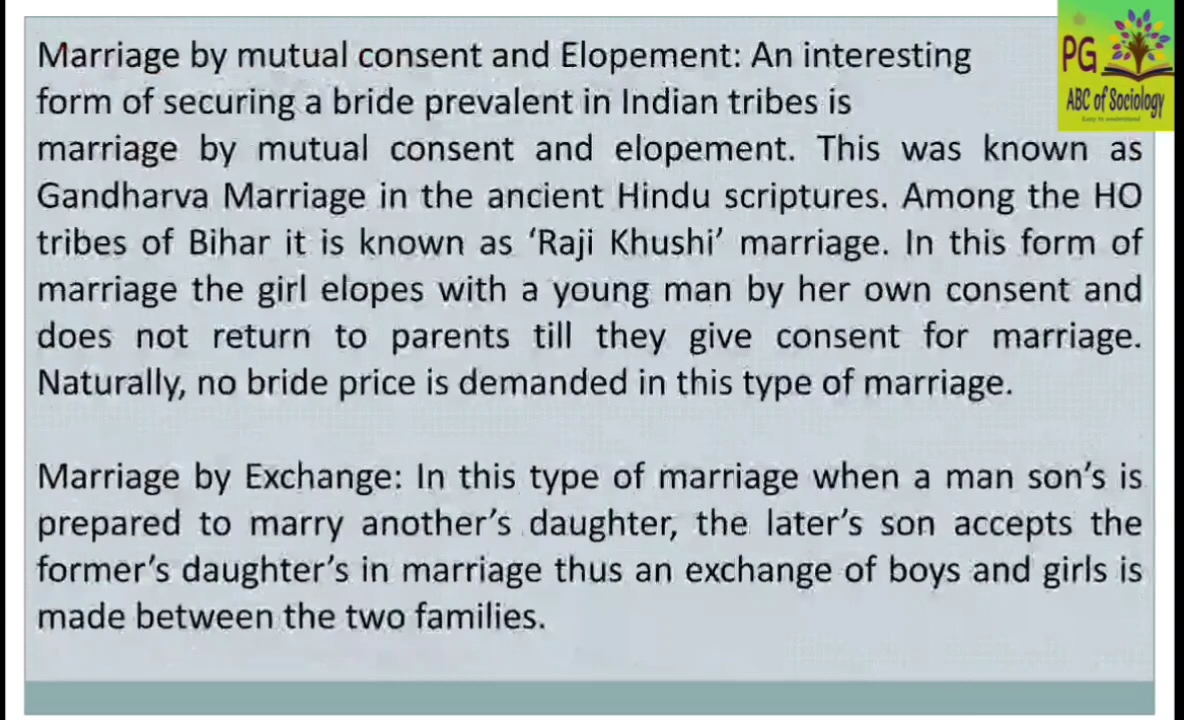 Marriage by mutual consent and Elopement: An interesting
form of securing a bride prevalent in Indian tribes is
marriage by mutual consent and elopement. This was known as
Gandharva Marriage in the ancient Hindu scriptures. Among the HO
tribes of Bihar it is known as ‘Raji Khushi’ marriage. In this form of
marriage the girl elopes with a young man by her own consent and
does not return to parents till they give consent for marriage.
Naturally, no bride price is demanded in this type of marriage.
Marriage by Exchange: In this type of marriage when a man son’s is
prepared to marry another’s daughter, the later’s son accepts the
former’s daughter’s in marriage thus an exchange of boys and girls is
made between the two families.
PG
ABC of Sociology
Easy to understand